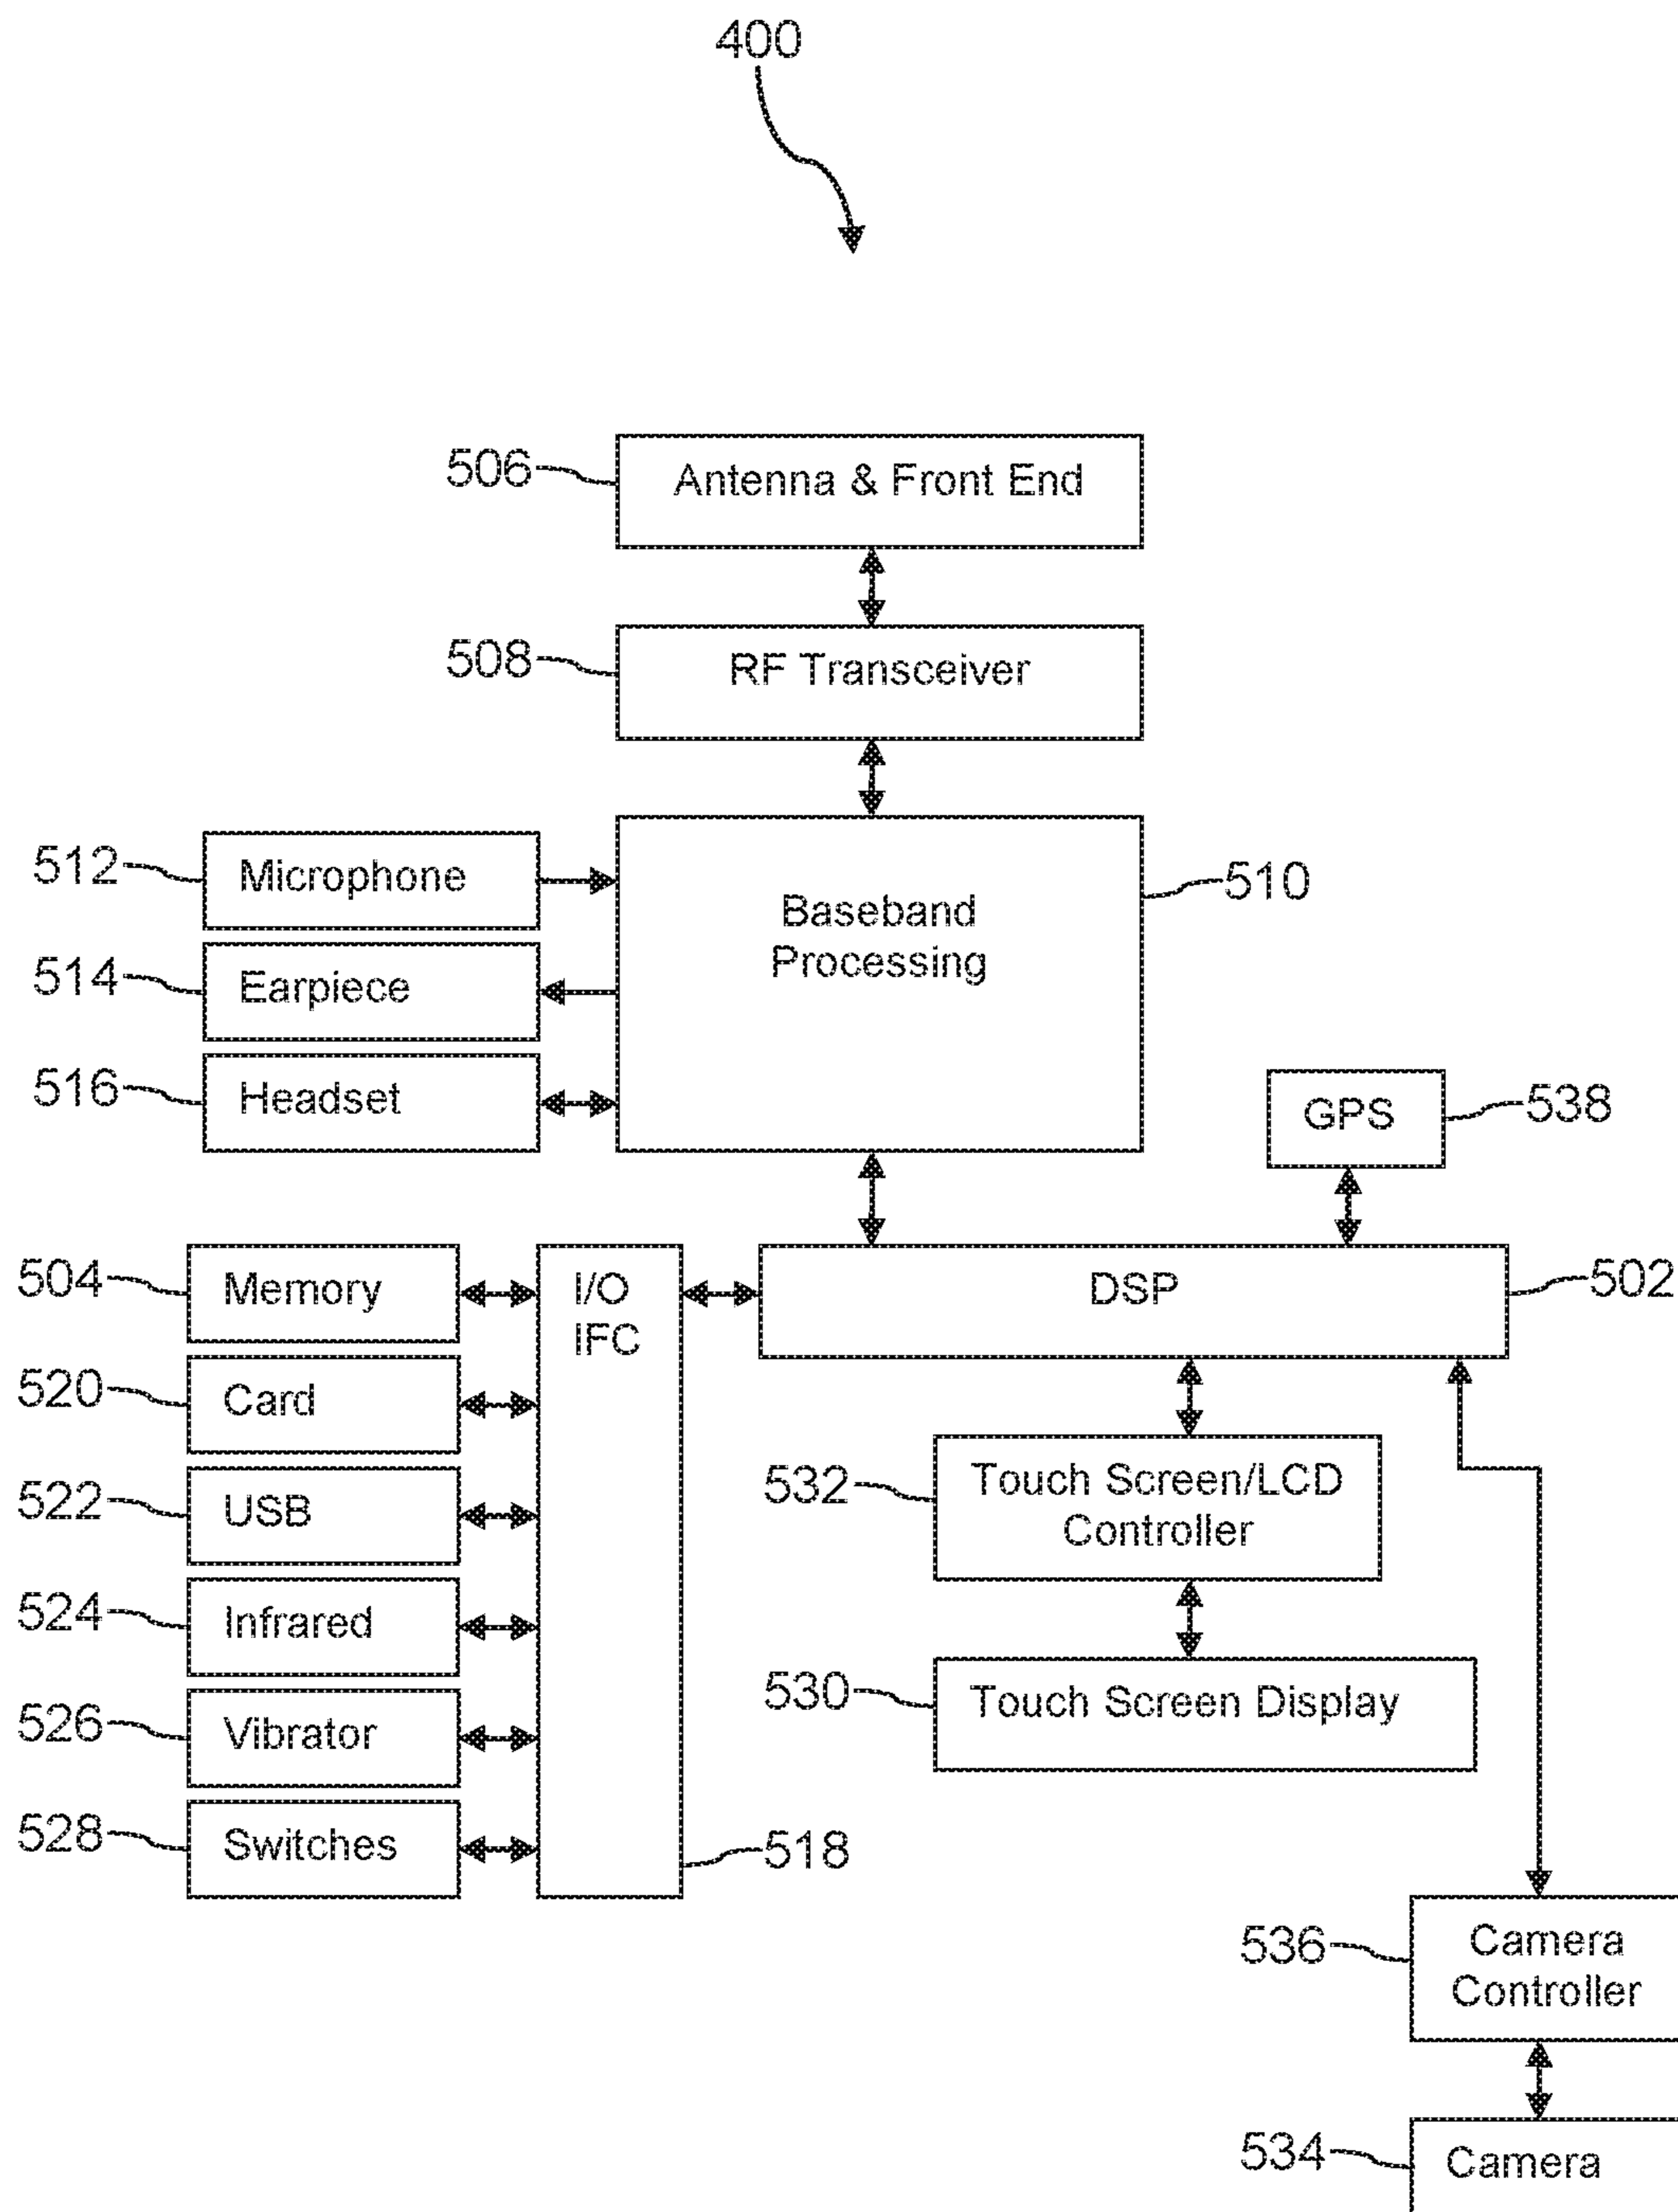 400
506 Antenna & Front End
508 RF Transceiver
512 Microphone
Baseband
Processing
510
514 Earpiece
516 Headset
GPS 538
504 Memory
I/O
IFC
DSP 502
520 Card
522 USB
532 Touch Screen/LCD
Controller
524 Infrared
530 Touch Screen Display
526 Vibrator
528 Switches
518
536 Camera
Controller
534 Camera